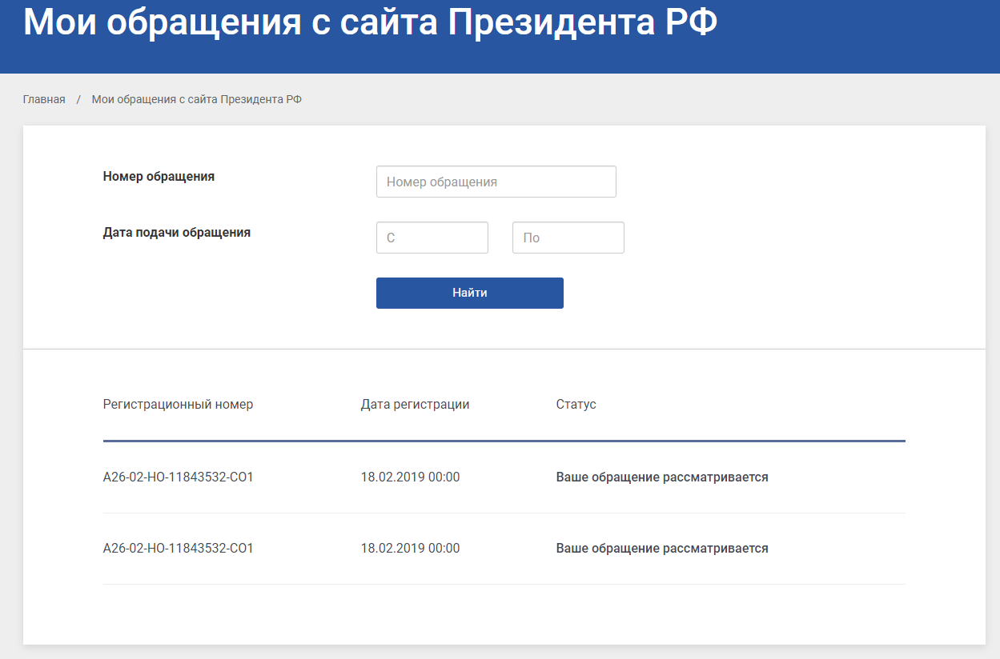 Мои обращения с сайта Президента РФ
Главная / Мои обращения с сайта Президента РФ
Номер обращения Номер обращения
Дата подачи обращения С По
Найти
Регистрационный номер Дата регистрации Статус
А26-02-НО-11843532-СО1 18.02.2019 00:00 Ваше обращение рассматривается
А26-02-НО-11843532-СО1 18.02.2019 00:00 Ваше обращение рассматривается